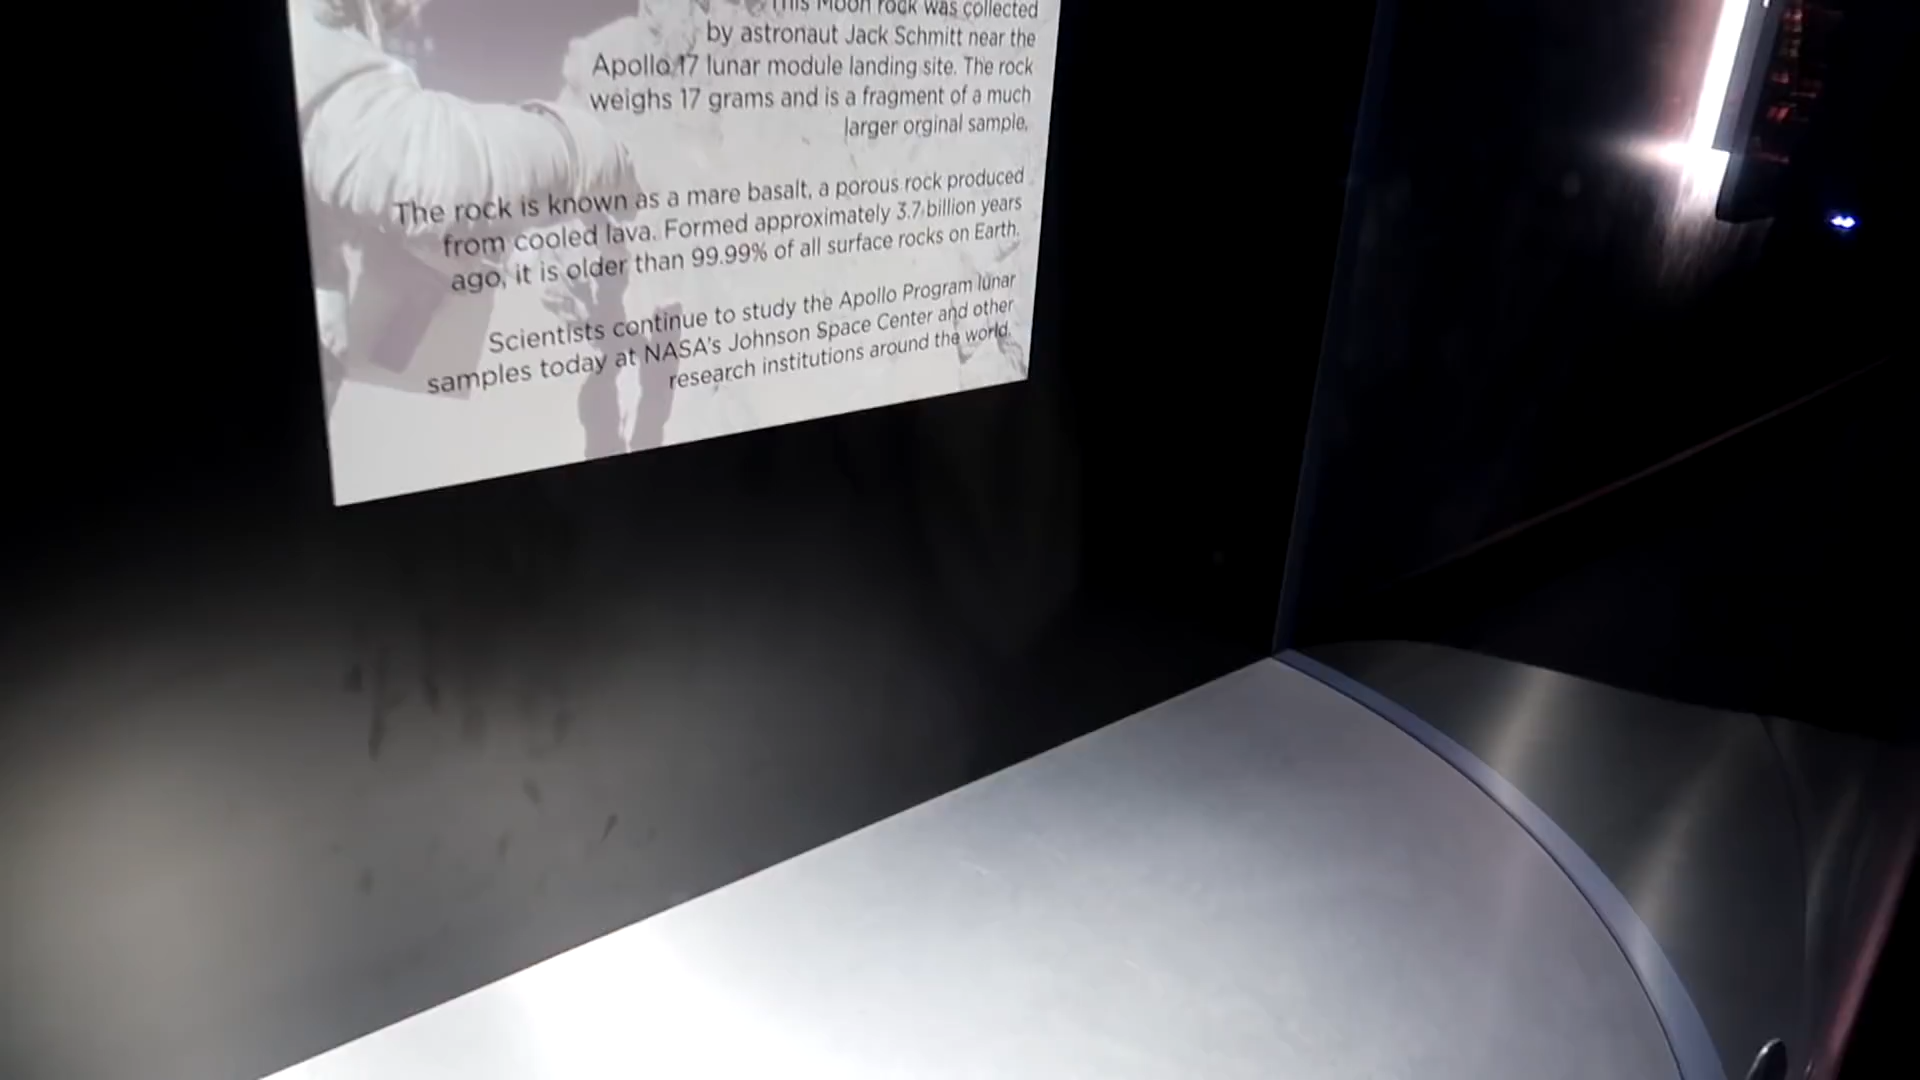 This Moon rock was collected
by astronaut Jack Schmitt near the
Apollo 17 lunar module landing site. The rock
weighs 17 grams and is a fragment of a much
larger orginal sample.
The rock is known as a mare basalt, a porous rock produced
from cooled lava. Formed approximately 3.7 billion years
ago, it is older than 99.99% of all surface rocks on Earth.
Scientists continue to study the Apollo Program lunar
samples today at NASA's Johnson Space Center and other
research institutions around the world.